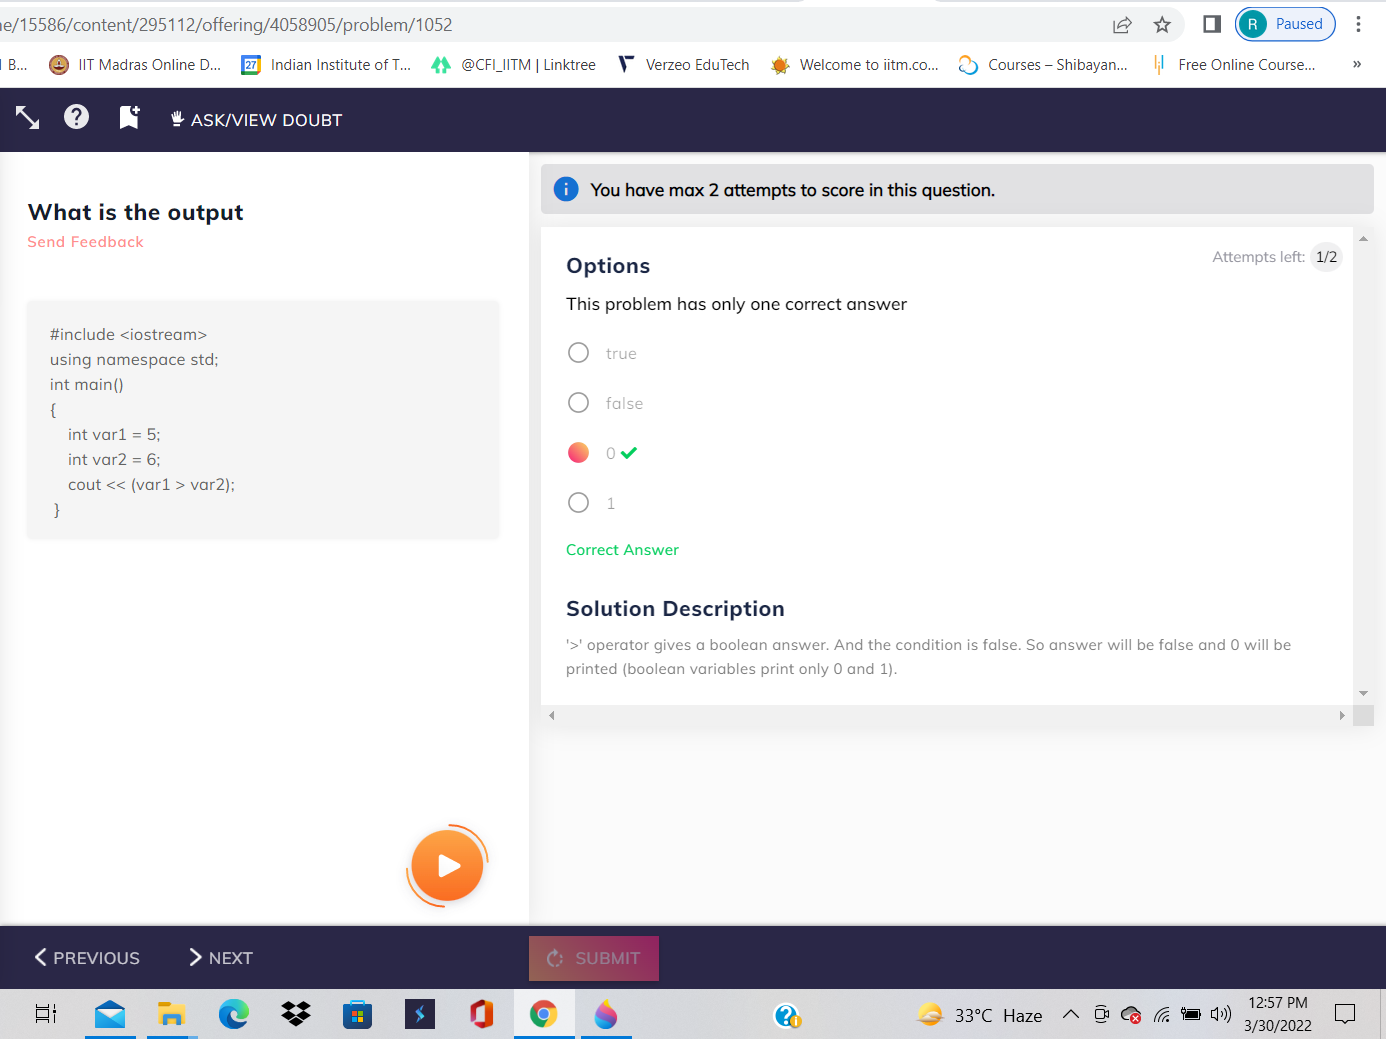 e/15586/content/295112/offering/4058905/problem/1052
R Paused
B...
IIT Madras Online D...
27 Indian Institute of T...
@CFI_IITM | Linktree
Verzeo EduTech
Welcome to iitm.co...
Courses – Shibayan...
Free Online Course...
»
ASK/VIEW DOUBT
What is the output
Send Feedback
#include <iostream>
using namespace std;
int main()
{
int var1 = 5;
int var2 = 6;
cout << (var1 > var2);
}
You have max 2 attempts to score in this question.
Attempts left: 1/2
Options
This problem has only one correct answer
true
false
0
1
Correct Answer
Solution Description
'>' operator gives a boolean answer. And the condition is false. So answer will be false and 0 will be
printed (boolean variables print only 0 and 1).
PREVIOUS
NEXT
SUBMIT
33°C Haze
12:57 PM
3/30/2022